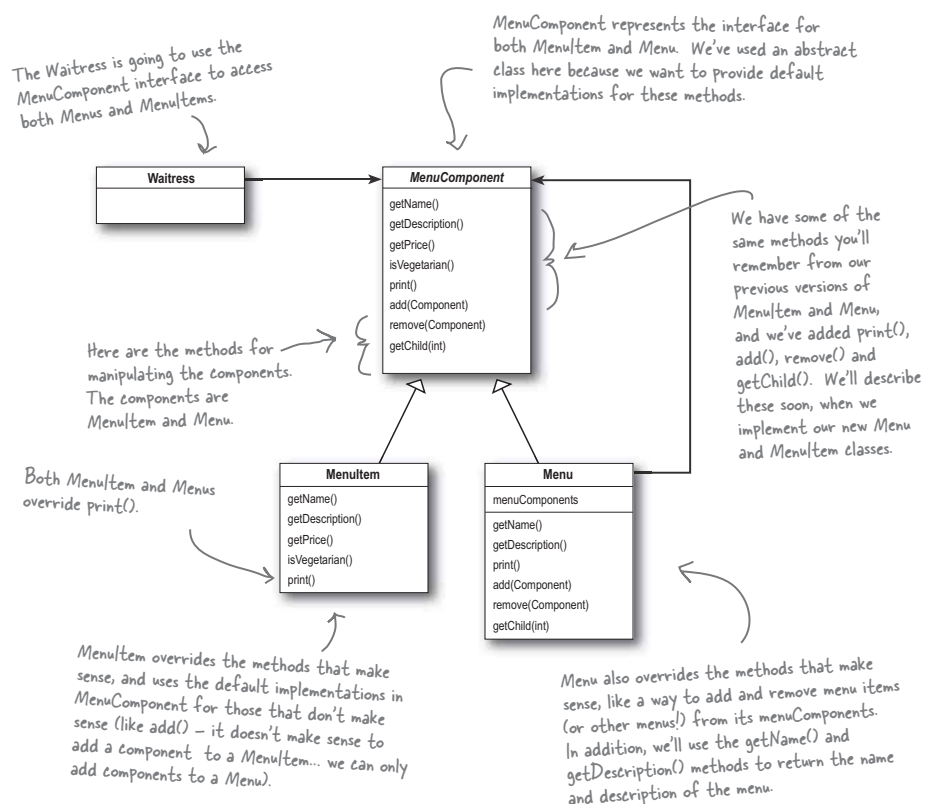 MenuComponent represents the interface for
both MenuItem and Menu. We've used an abstract
class here because we want to provide default
implementations for these methods.
The Waitress is going to use the
MenuComponent interface to access
both Menus and MenuItems.
Waitress
MenuComponent
getName()
getDescription()
getPrice()
isVegetarian()
print()
add(Component)
remove(Component)
getChild(int)
We have some of the
same methods you'll
remember from our
previous versions of
MenuItem and Menu,
and we've added print(),
add(), remove() and
getChild(). We'll describe
these soon, when we
implement our new Menu
and MenuItem classes.
Here are the methods for
manipulating the components.
The components are
MenuItem and Menu.
Both MenuItem and Menus
override print().
MenuItem
getName()
getDescription()
getPrice()
isVegetarian()
print()
Menu
menuComponents
getName()
getDescription()
print()
add(Component)
remove(Component)
getChild(int)
MenuItem overrides the methods that make
sense, and uses the default implementations in
MenuComponent for those that don't make
sense (like add() – it doesn't make sense to
add a component to a MenuItem... we can only
add components to a Menu).
Menu also overrides the methods that make
sense, like a way to add and remove menu items
(or other menus!) from its menuComponents.
In addition, we'll use the getName() and
getDescription() methods to return the name
and description of the menu.